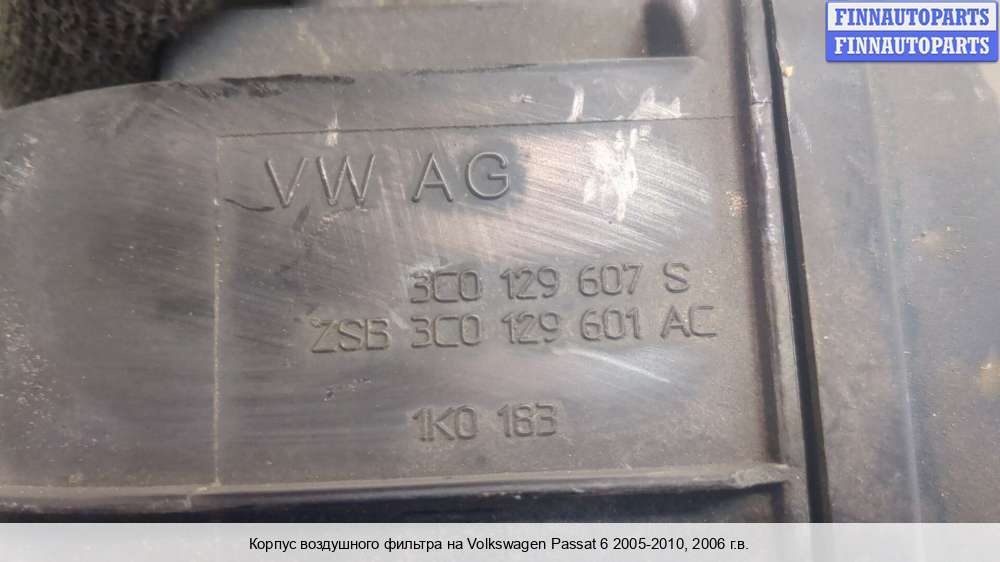 FINNAUTOPARTS
FINNAUTOPARTS
VW AG
3C0 129 607 S
ZSB 3C0 129 601 AC
1K0 183
Корпус воздушного фильтра на Volkswagen Passat 6 2005-2010, 2006 г.в.